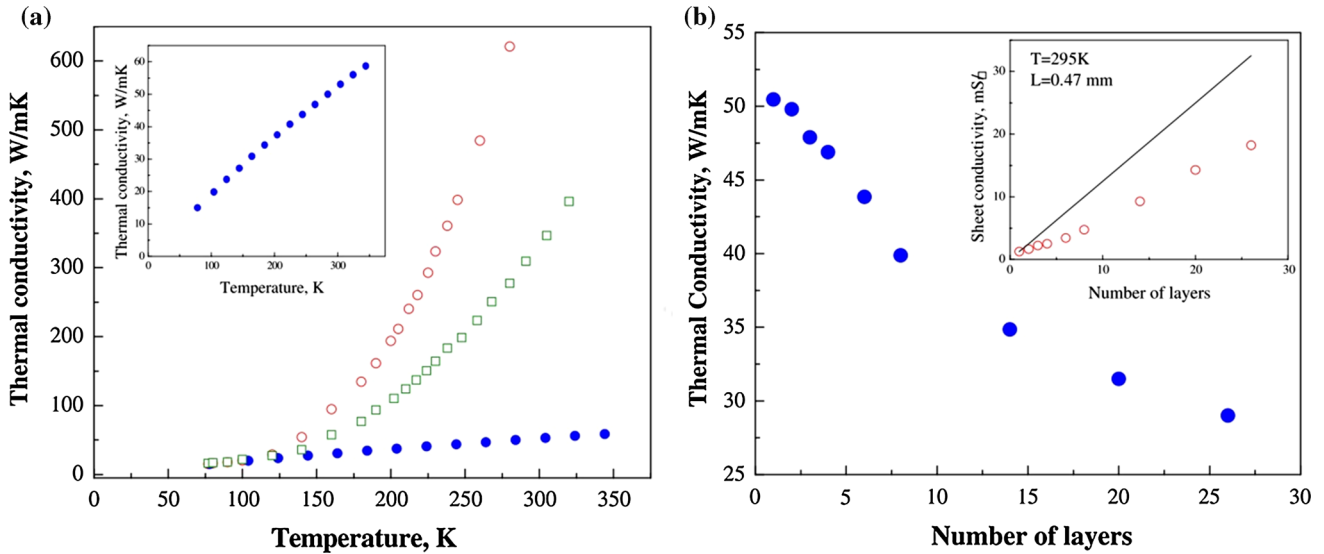 (a)
Thermal conductivity, W/mK
600
500
400
300
200
100
0
0 50 100 150 200 250 300 350
Temperature, K
Thermal conductivity, W/mK
60
50
40
30
20
10
0
0 100 200 300
Temperature, K
(b)
Thermal Conductivity, W/mK
55
50
45
40
35
30
25
0 5 10 15 20 25 30
Number of layers
T=295K
L=0.47 mm
Sheet conductivity, mS/□
30
20
10
0
0 10 20 30
Number of layers